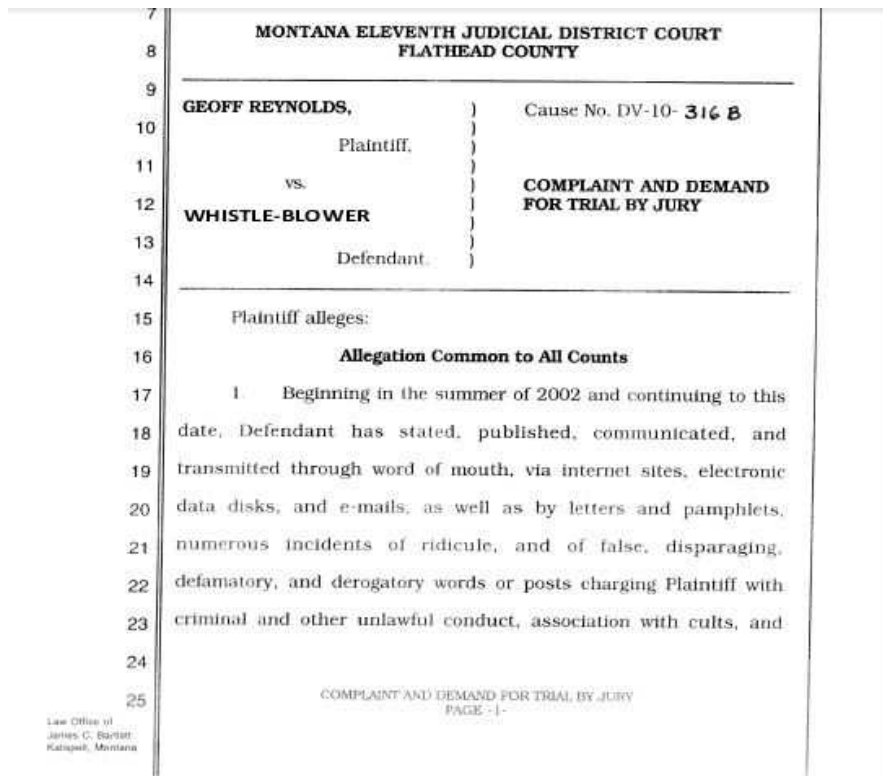 7
8 MONTANA ELEVENTH JUDICIAL DISTRICT COURT
FLATHEAD COUNTY
9
GEOFF REYNOLDS, ) Cause No. DV-10- 316 B
10 )
Plaintiff, )
11 )
vs. ) COMPLAINT AND DEMAND
12 ) FOR TRIAL BY JURY
WHISTLE-BLOWER )
13 )
Defendant. )
14
15 Plaintiff alleges:
16 Allegation Common to All Counts
17 1 Beginning in the summer of 2002 and continuing to this
18 date, Defendant has stated, published, communicated, and
19 transmitted through word of mouth, via internet sites, electronic
20 data disks, and e-mails, as well as by letters and pamphlets,
21 numerous incidents of ridicule, and of false, disparaging,
22 defamatory, and derogatory words or posts charging Plaintiff with
23 criminal and other unlawful conduct, association with cults, and
24
25 COMPLAINT AND DEMAND FOR TRIAL BY JURY
PAGE -1-
Law Office of
James C. Bartlett
Kalispell, Montana